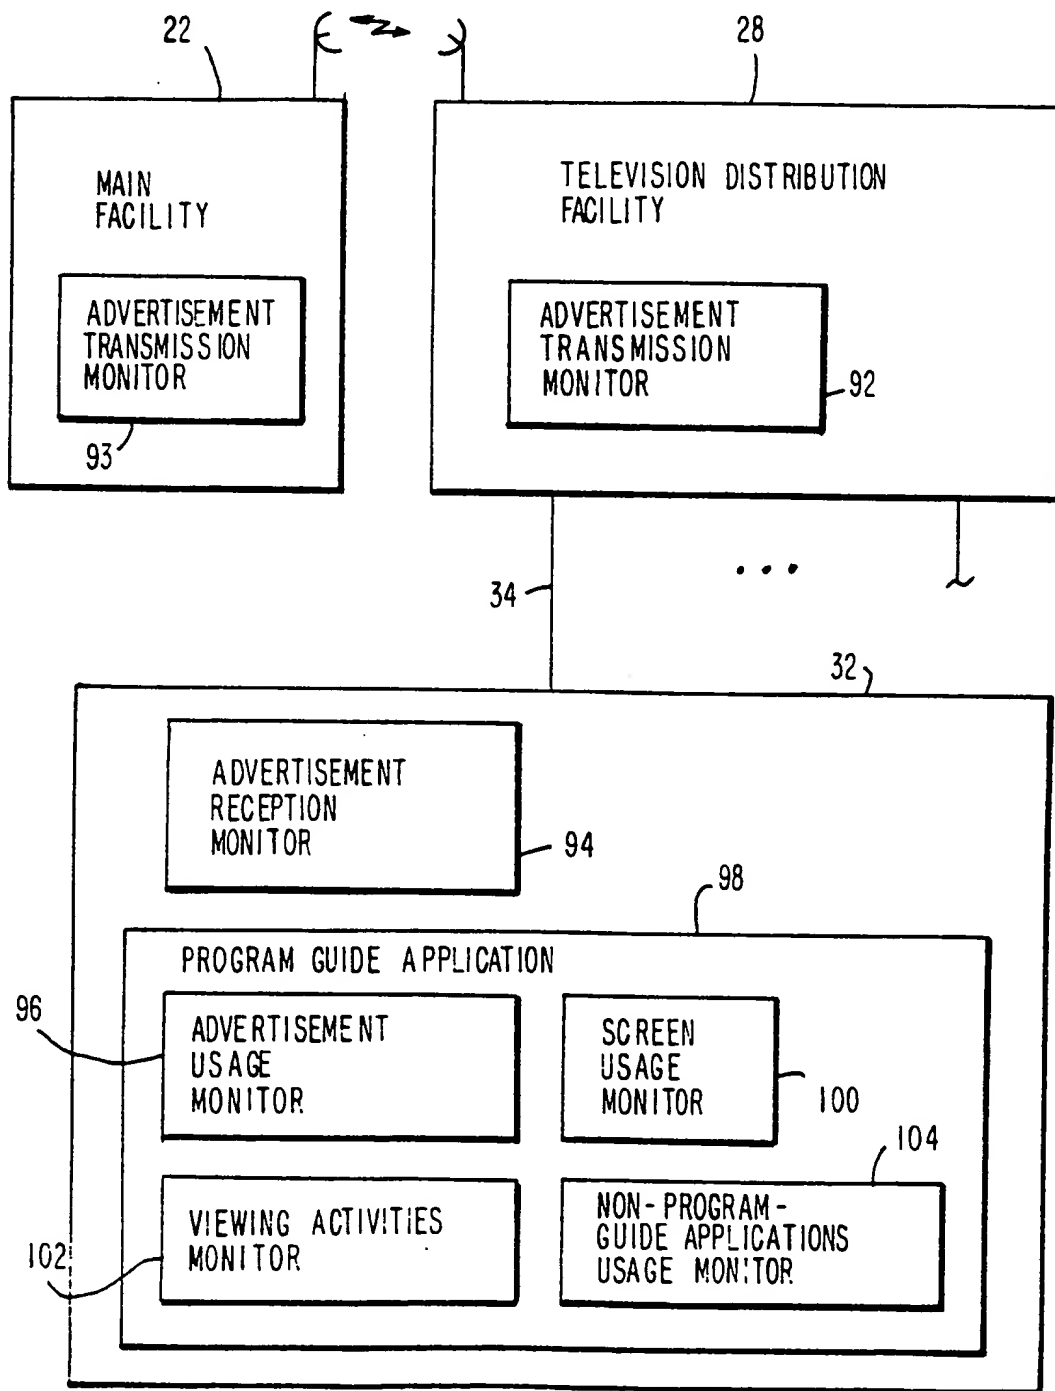 22
28
MAIN
FACILITY
TELEVISION DISTRIBUTION
FACILITY
ADVERTISEMENT
TRANSMISSION
MONITOR
93
ADVERTISEMENT
TRANSMISSION
MONITOR
92
34
...
32
ADVERTISEMENT
RECEPTION
MONITOR
94
98
PROGRAM GUIDE APPLICATION
96
ADVERTISEMENT
USAGE
MONITOR
SCREEN
USAGE
MONITOR
100
104
VIEWING ACTIVITIES
MONITOR
102
NON-PROGRAM-
GUIDE APPLICATIONS
USAGE MONITOR